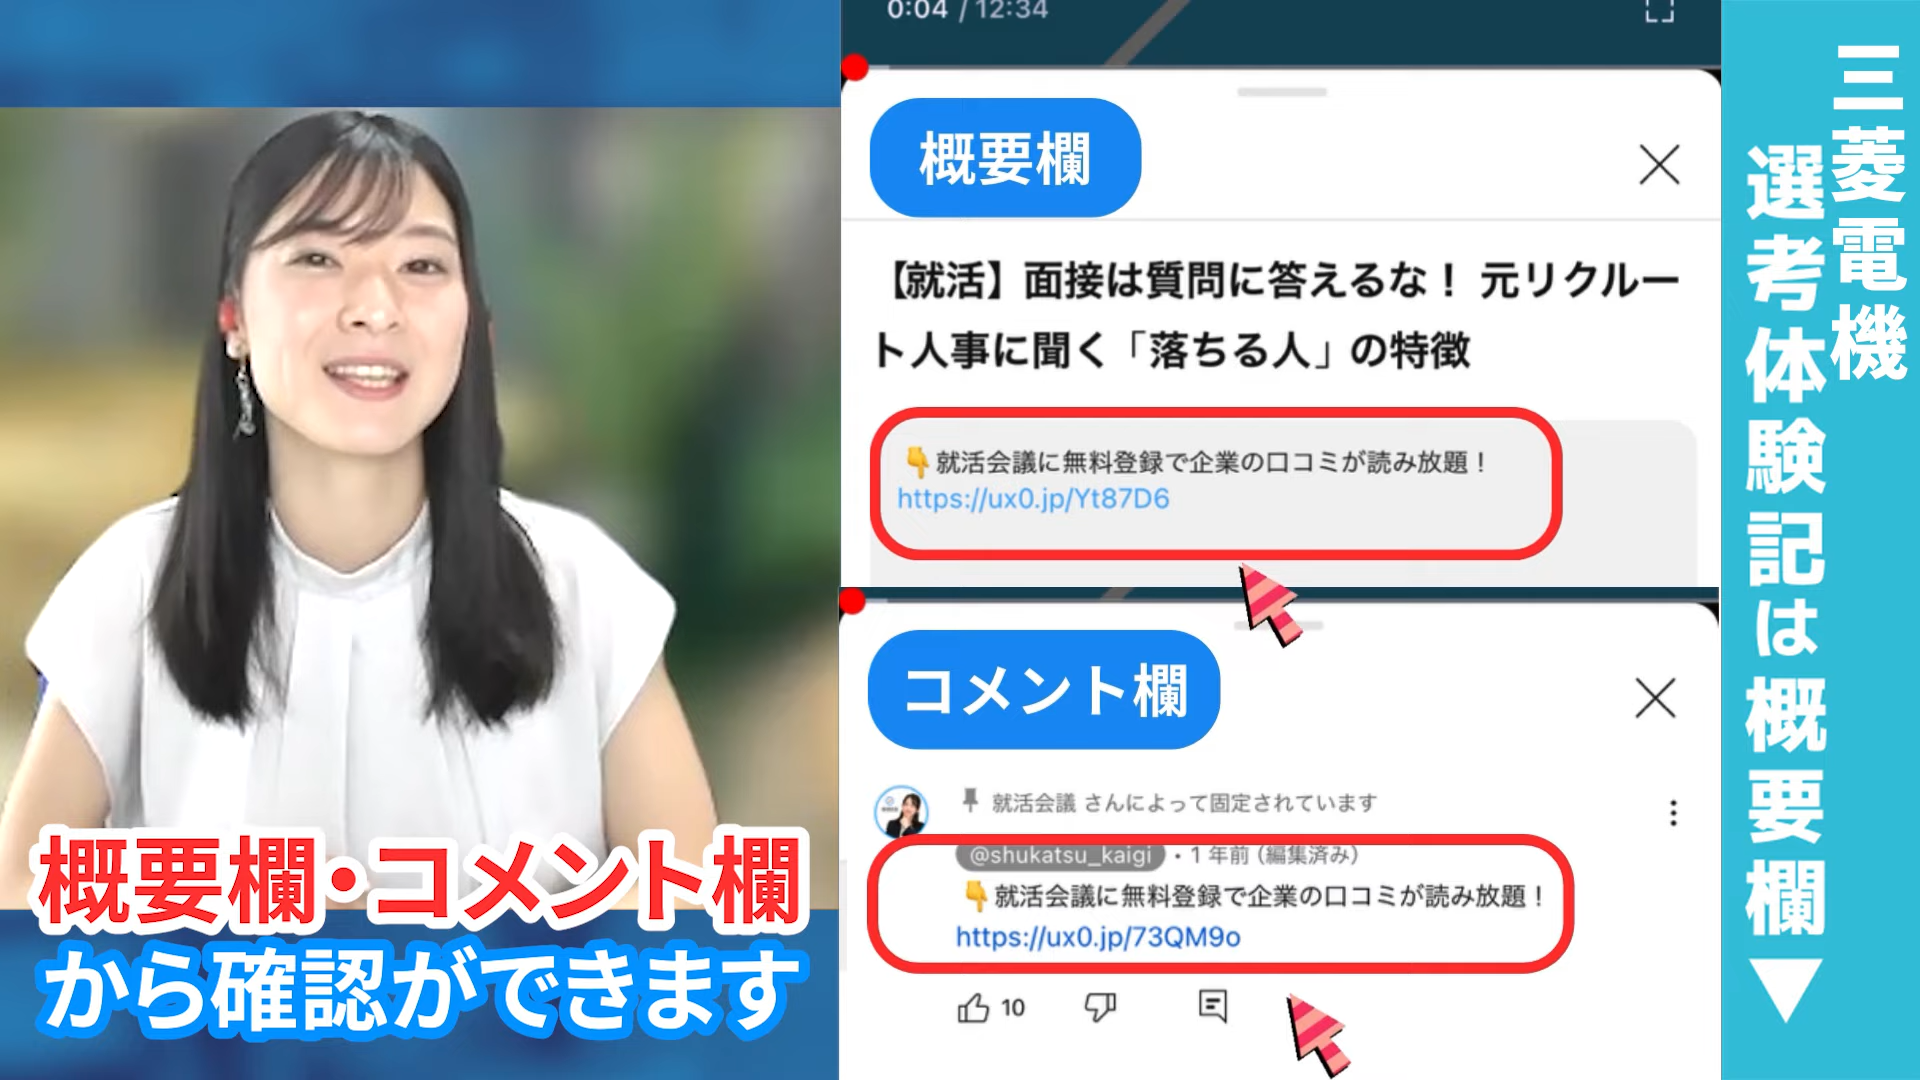 概要欄・コメント欄
から確認ができます
0:04 / 12:34
概要欄
【就活】面接は質問に答えるな！ 元リクルー
ト人事に聞く「落ちる人」の特徴
👇就活会議に無料登録で企業の口コミが読み放題！
https://ux0.jp/Yt87D6
コメント欄
就活会議 さんによって固定されています
@shukatsu_kaigi・1 年前 (編集済み)
👇就活会議に無料登録で企業の口コミが読み放題！
https://ux0.jp/73QM9o
10
三菱電機
選考体験記は概要欄▼